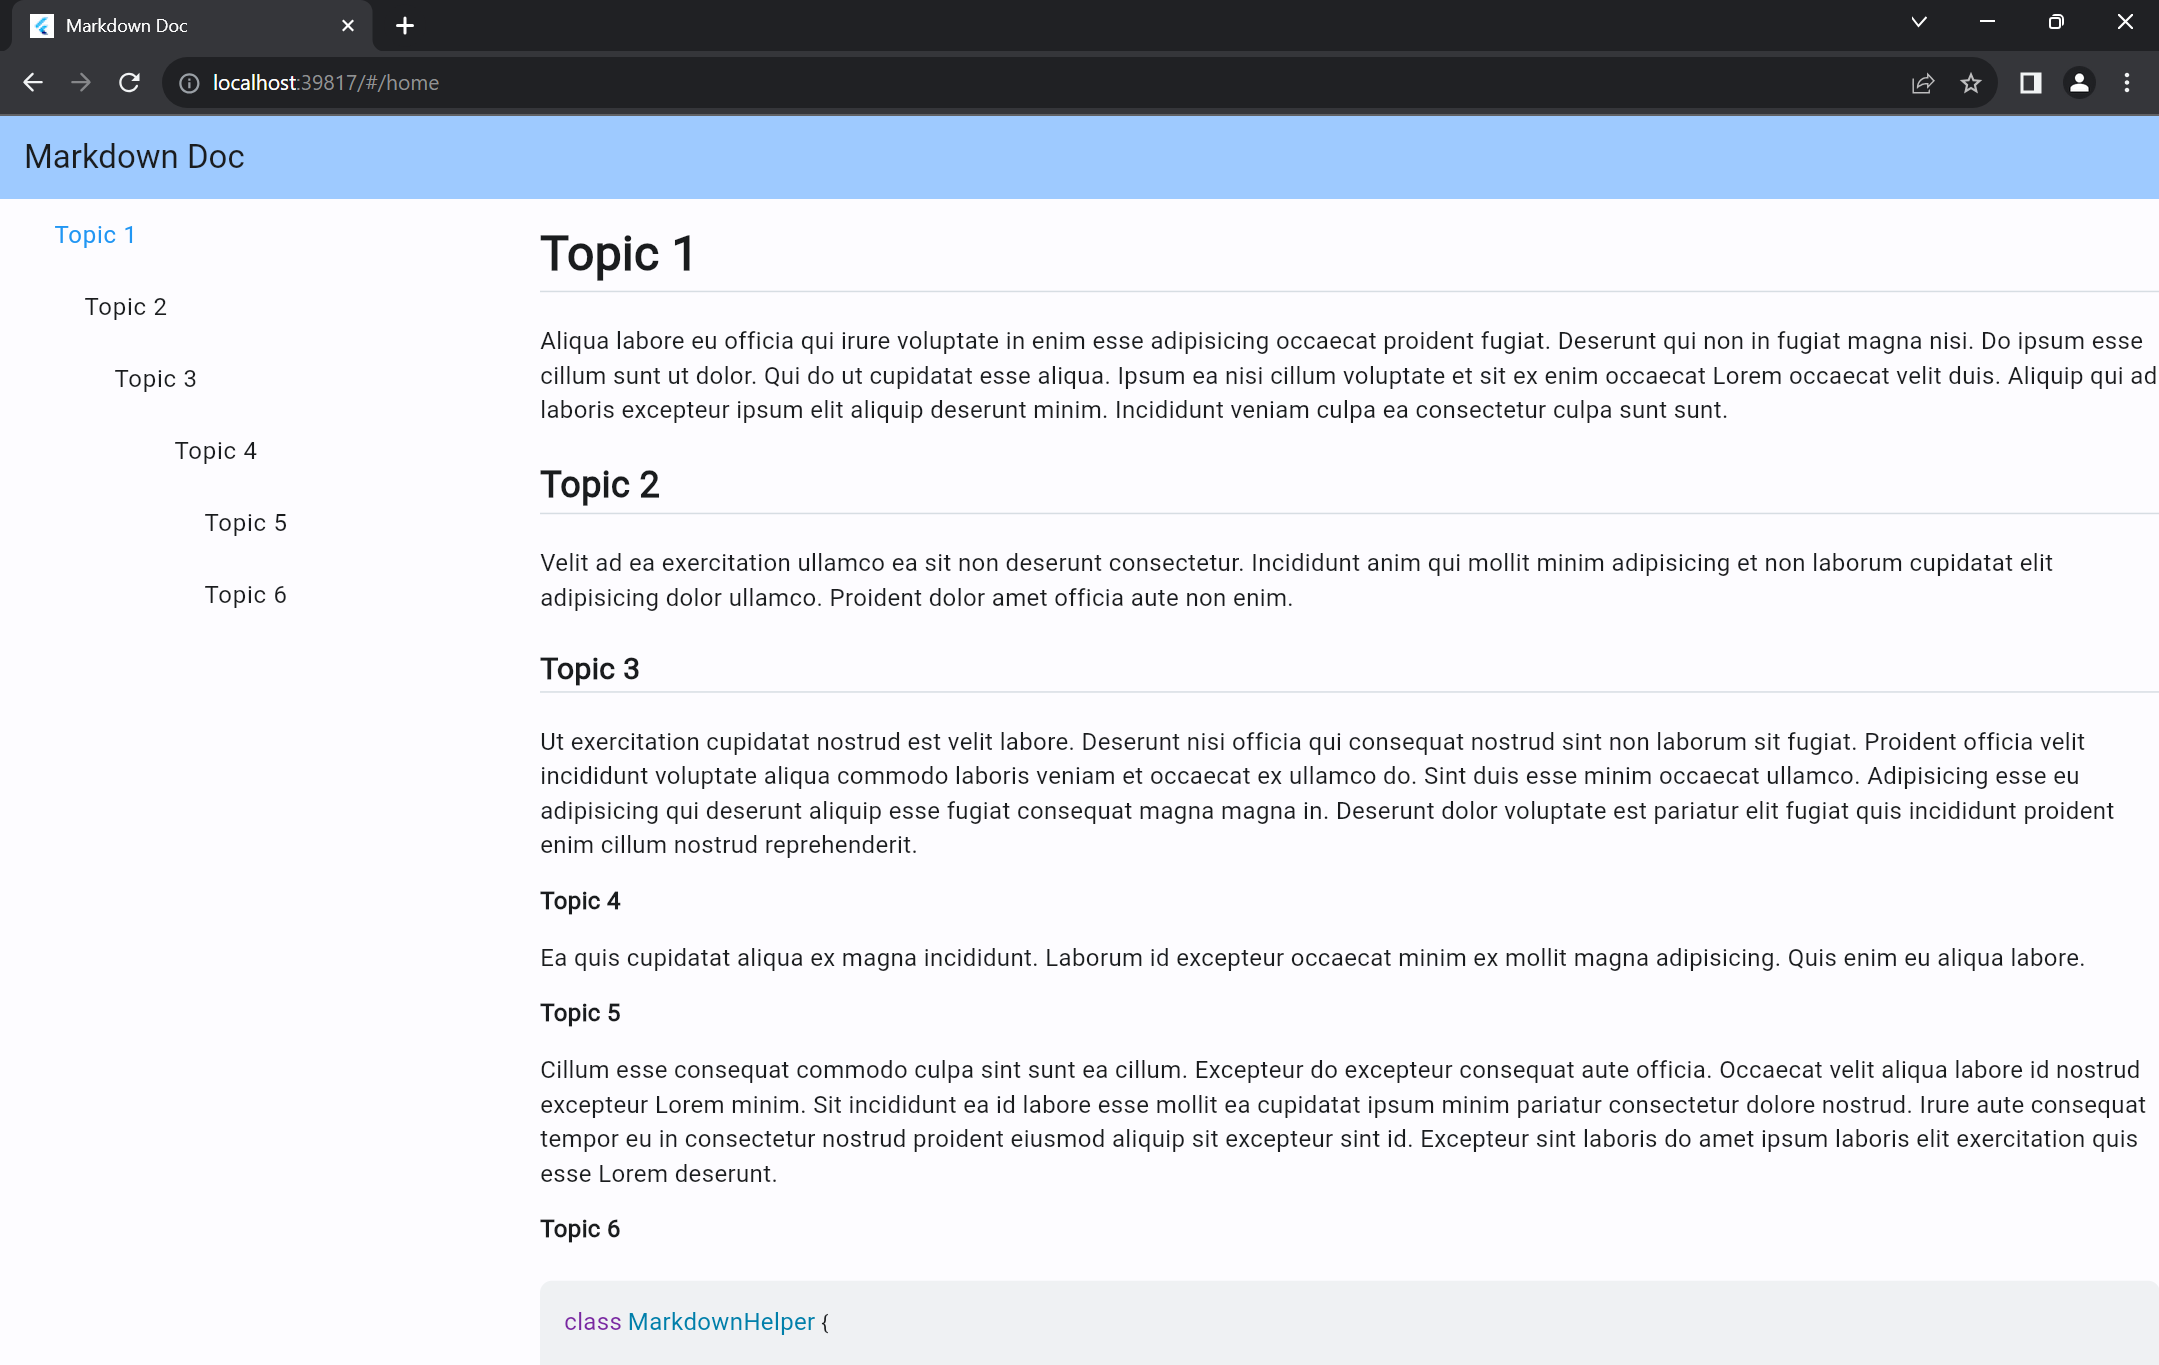 Markdown Doc
localhost:39817/#/home
Markdown Doc
Topic 1
Topic 2
Topic 3
Topic 4
Topic 5
Topic 6
Topic 1
Aliqua labore eu officia qui irure voluptate in enim esse adipisicing occaecat proident fugiat. Deserunt qui non in fugiat magna nisi. Do ipsum esse
cillum sunt ut dolor. Qui do ut cupidatat esse aliqua. Ipsum ea nisi cillum voluptate et sit ex enim occaecat Lorem occaecat velit duis. Aliquip qui ad
laboris excepteur ipsum elit aliquip deserunt minim. Incididunt veniam culpa ea consectetur culpa sunt sunt.
Topic 2
Velit ad ea exercitation ullamco ea sit non deserunt consectetur. Incididunt anim qui mollit minim adipisicing et non laborum cupidatat elit
adipisicing dolor ullamco. Proident dolor amet officia aute non enim.
Topic 3
Ut exercitation cupidatat nostrud est velit labore. Deserunt nisi officia qui consequat nostrud sint non laborum sit fugiat. Proident officia velit
incididunt voluptate aliqua commodo laboris veniam et occaecat ex ullamco do. Sint duis esse minim occaecat ullamco. Adipisicing esse eu
adipisicing qui deserunt aliquip esse fugiat consequat magna magna in. Deserunt dolor voluptate est pariatur elit fugiat quis incididunt proident
enim cillum nostrud reprehenderit.
Topic 4
Ea quis cupidatat aliqua ex magna incididunt. Laborum id excepteur occaecat minim ex mollit magna adipisicing. Quis enim eu aliqua labore.
Topic 5
Cillum esse consequat commodo culpa sint sunt ea cillum. Excepteur do excepteur consequat aute officia. Occaecat velit aliqua labore id nostrud
excepteur Lorem minim. Sit incididunt ea id labore esse mollit ea cupidatat ipsum minim pariatur consectetur dolore nostrud. Irure aute consequat
tempor eu in consectetur nostrud proident eiusmod aliquip sit excepteur sint id. Excepteur sint laboris do amet ipsum laboris elit exercitation quis
esse Lorem deserunt.
Topic 6
class MarkdownHelper {